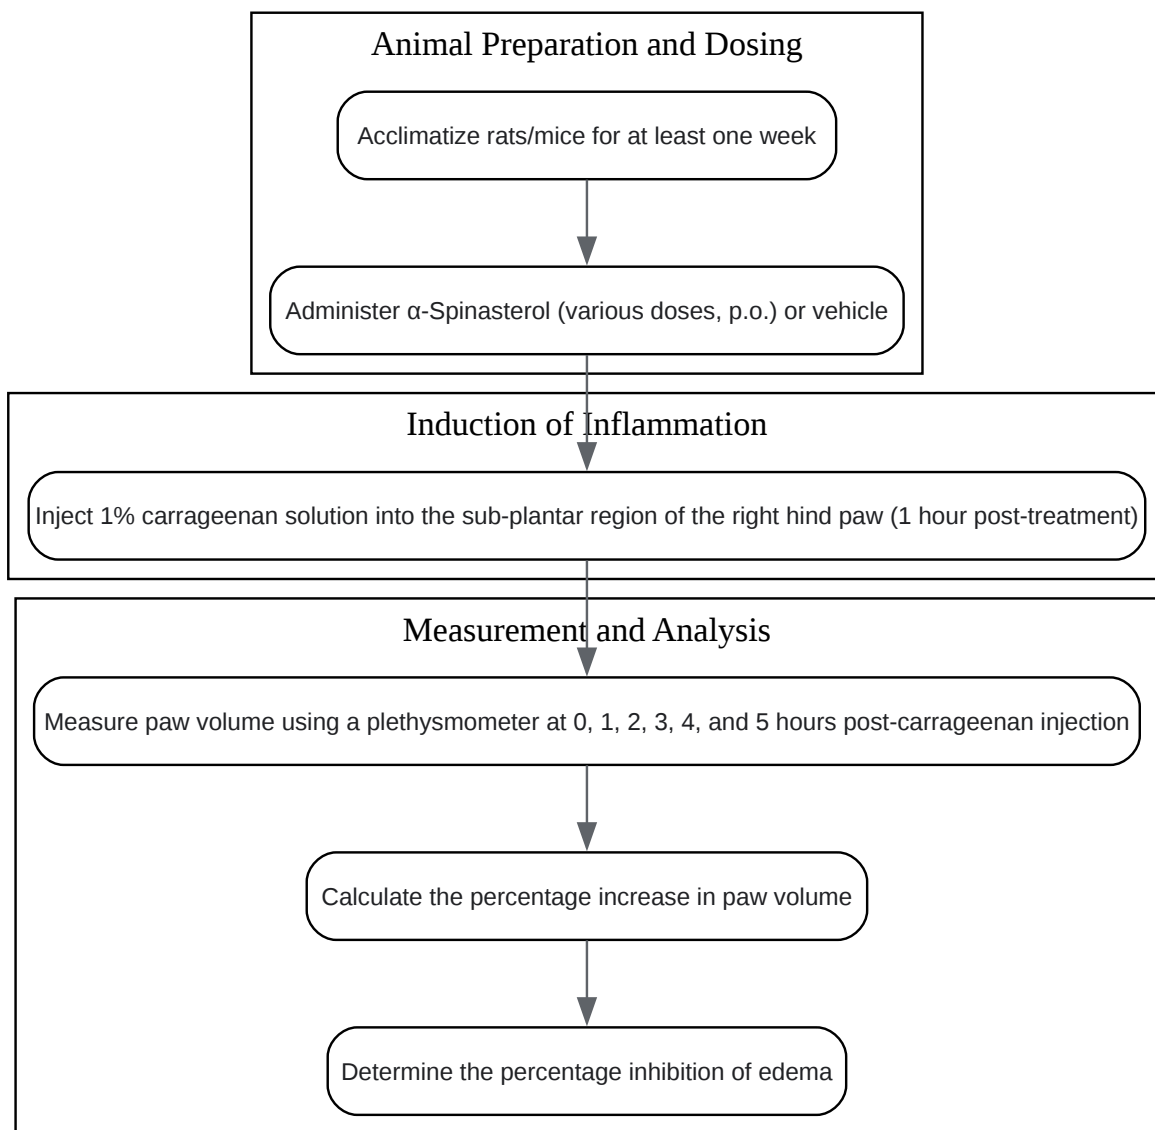 Animal Preparation and Dosing
Acclimatize rats/mice for at least one week
Administer α-Spinasterol (various doses, p.o.) or vehicle
Induction of Inflammation
Inject 1% carrageenan solution into the sub-plantar region of the right hind paw (1 hour post-treatment)
Measurement and Analysis
Measure paw volume using a plethysmometer at 0, 1, 2, 3, 4, and 5 hours post-carrageenan injection
Calculate the percentage increase in paw volume
Determine the percentage inhibition of edema